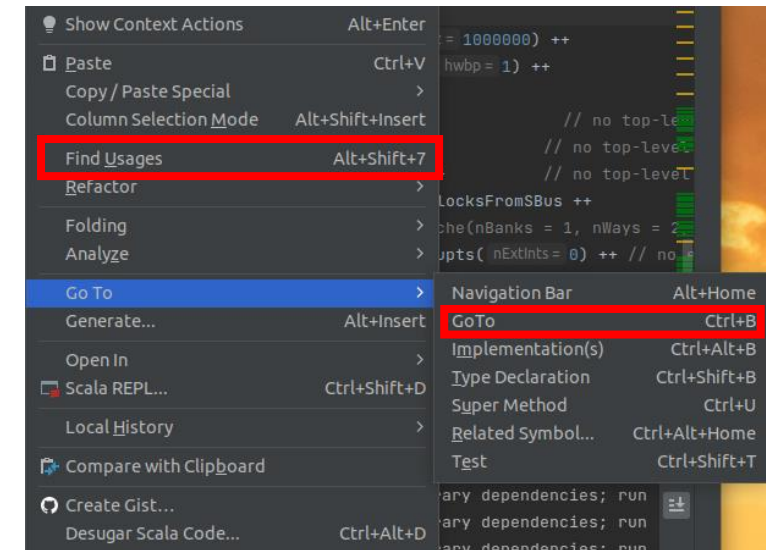 Show Context Actions Alt+Enter
= 1000000) ++
Paste Ctrl+V
hwbp = 1) ++
Copy / Paste Special
Column Selection Mode Alt+Shift+Insert
// no top-le
Find Usages Alt+Shift+7
// no top-level
Refactor
// no top-level
LocksFromSBus ++
Folding
che(nBanks = 1, nWays = 2
Analyze
upts( nExtInts = 0) ++ // no
Go To
Navigation Bar Alt+Home
Generate... Alt+Insert
GoTo Ctrl+B
Implementation(s) Ctrl+Alt+B
Open In
Type Declaration Ctrl+Shift+B
Scala REPL... Ctrl+Shift+D
Super Method Ctrl+U
Local History
Related Symbol... Ctrl+Alt+Home
Test Ctrl+Shift+T
Compare with Clipboard
Create Gist...
ary dependencies; run
ary dependencies; run
Desugar Scala Code... Ctrl+Alt+D
ary dependencies; run